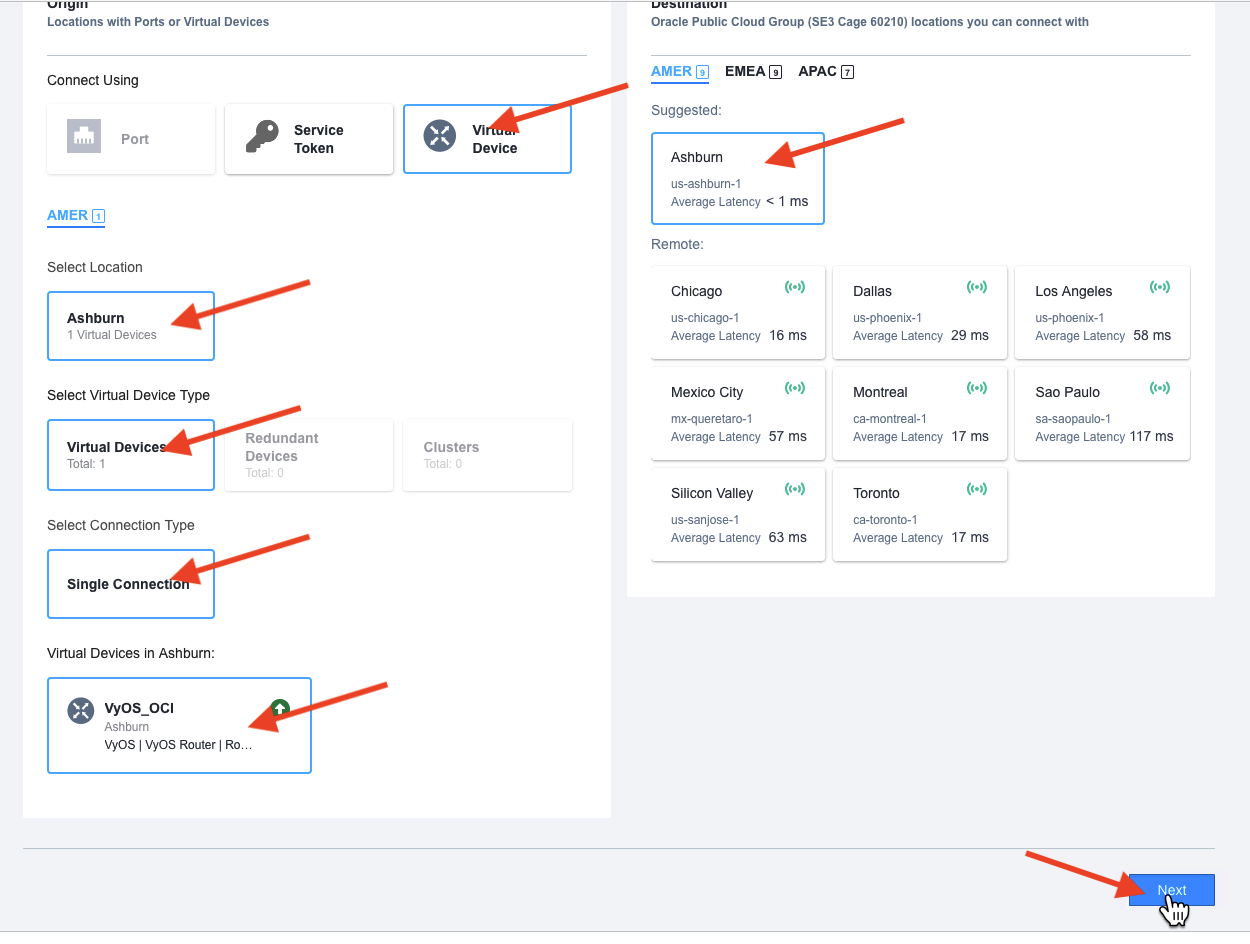 Origin
Locations with Ports or Virtual Devices
Connect Using
Port
Service
Token
Virtual
Device
AMER 1
Select Location
Ashburn
1 Virtual Devices
Select Virtual Device Type
Virtual Devices
Total: 1
Redundant
Devices
Total: 0
Clusters
Total: 0
Select Connection Type
Single Connection
Virtual Devices in Ashburn:
VyOS_OCI
Ashburn
VyOS | VyOS Router | Ro…
Destination
Oracle Public Cloud Group (SE3 Cage 60210) locations you can connect with
AMER 9 EMEA 9 APAC 7
Suggested:
Ashburn
us-ashburn-1
Average Latency < 1 ms
Remote:
Chicago
us-chicago-1
Average Latency 16 ms
Dallas
us-phoenix-1
Average Latency 29 ms
Los Angeles
us-phoenix-1
Average Latency 58 ms
Mexico City
mx-queretaro-1
Average Latency 57 ms
Montreal
ca-montreal-1
Average Latency 17 ms
Sao Paulo
sa-saopaulo-1
Average Latency 117 ms
Silicon Valley
us-sanjose-1
Average Latency 63 ms
Toronto
ca-toronto-1
Average Latency 17 ms
Next